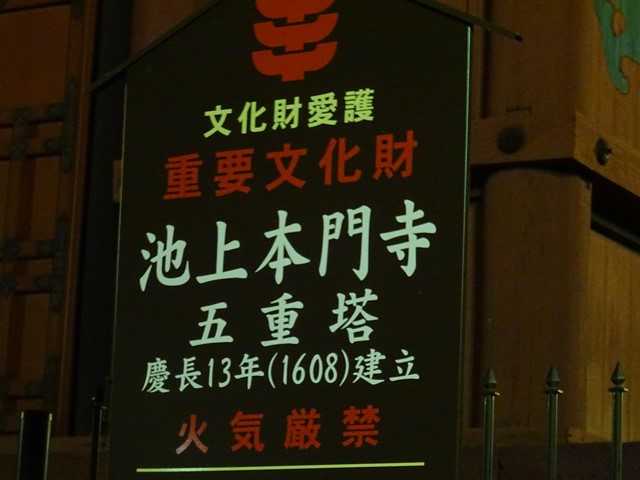 文化財愛護
重要文化財
池上本門寺
五重塔
慶長13年(1608)建立
火気厳禁